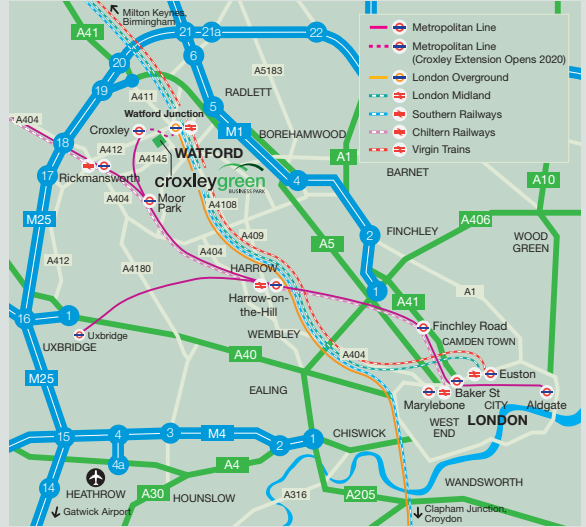 Milton Keynes,
Birmingham
A41
21
21a
22
6
20
A5183
19
A411
RADLETT
5
Watford Junction
M1
A404
Croxley
BOREHAMWOOD
18
WATFORD
A1
A412
A4145
17
Rickmansworth
croxleygreen
BUSINESS PARK
4
BARNET
A10
A404
Moor
Park
M25
A4108
A406
2
A409
A5
FINCHLEY
WOOD
GREEN
A412
A404
A4180
HARROW
1
A41
A1
Harrow-on-
the-Hill
16
1
Finchley Road
Uxbridge
UXBRIDGE
WEMBLEY
CAMDEN TOWN
A40
A404
Euston
M25
EALING
Baker St
Marylebone
CITY
Aldgate
WEST
END
LONDON
15
4
3
M4
2
1
CHISWICK
4a
A4
14
HEATHROW
A30
HOUNSLOW
A316
A205
WANDSWORTH
Gatwick Airport
Clapham Junction,
Croydon
Metropolitan Line
Metropolitan Line
(Croxley Extension Opens 2020)
London Overground
London Midland
Southern Railways
Chiltern Railways
Virgin Trains